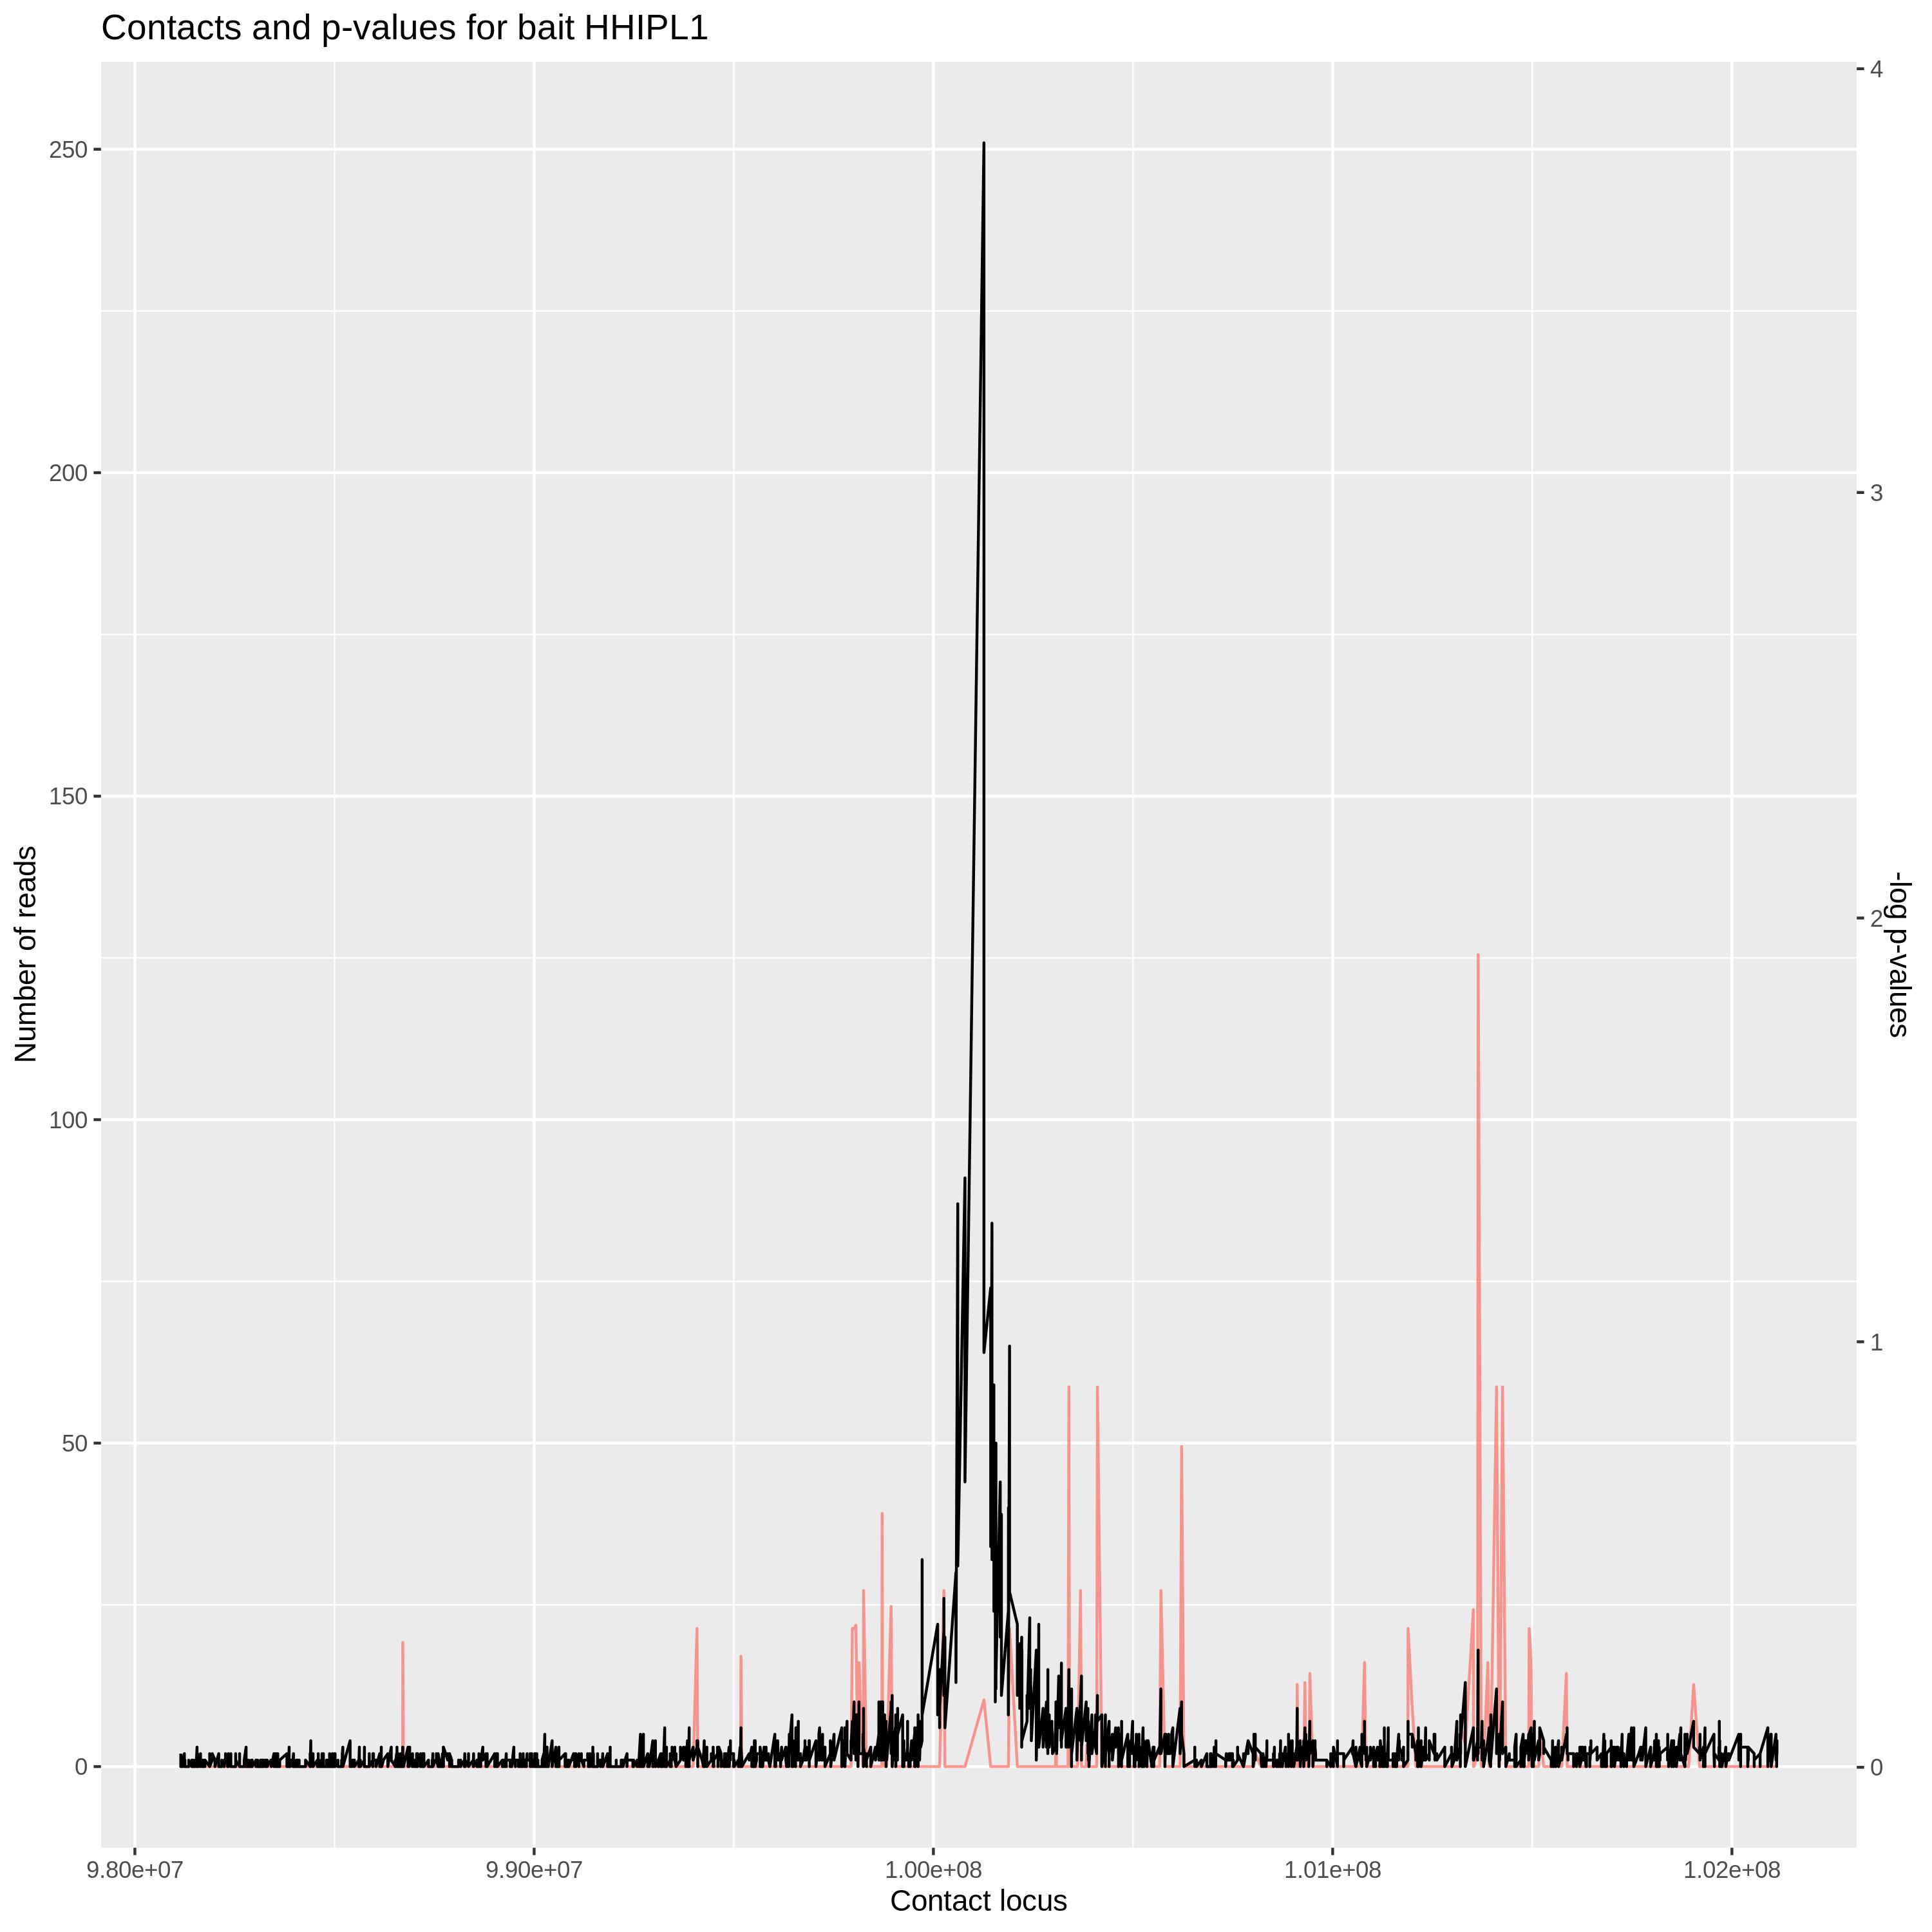 Contacts and p-values for bait HHIPL1
Number of reads
250
200
150
100
50
0
4
3
2
1
0
-log p-values
9.80e+07
9.90e+07
1.00e+08
1.01e+08
1.02e+08
Contact locus